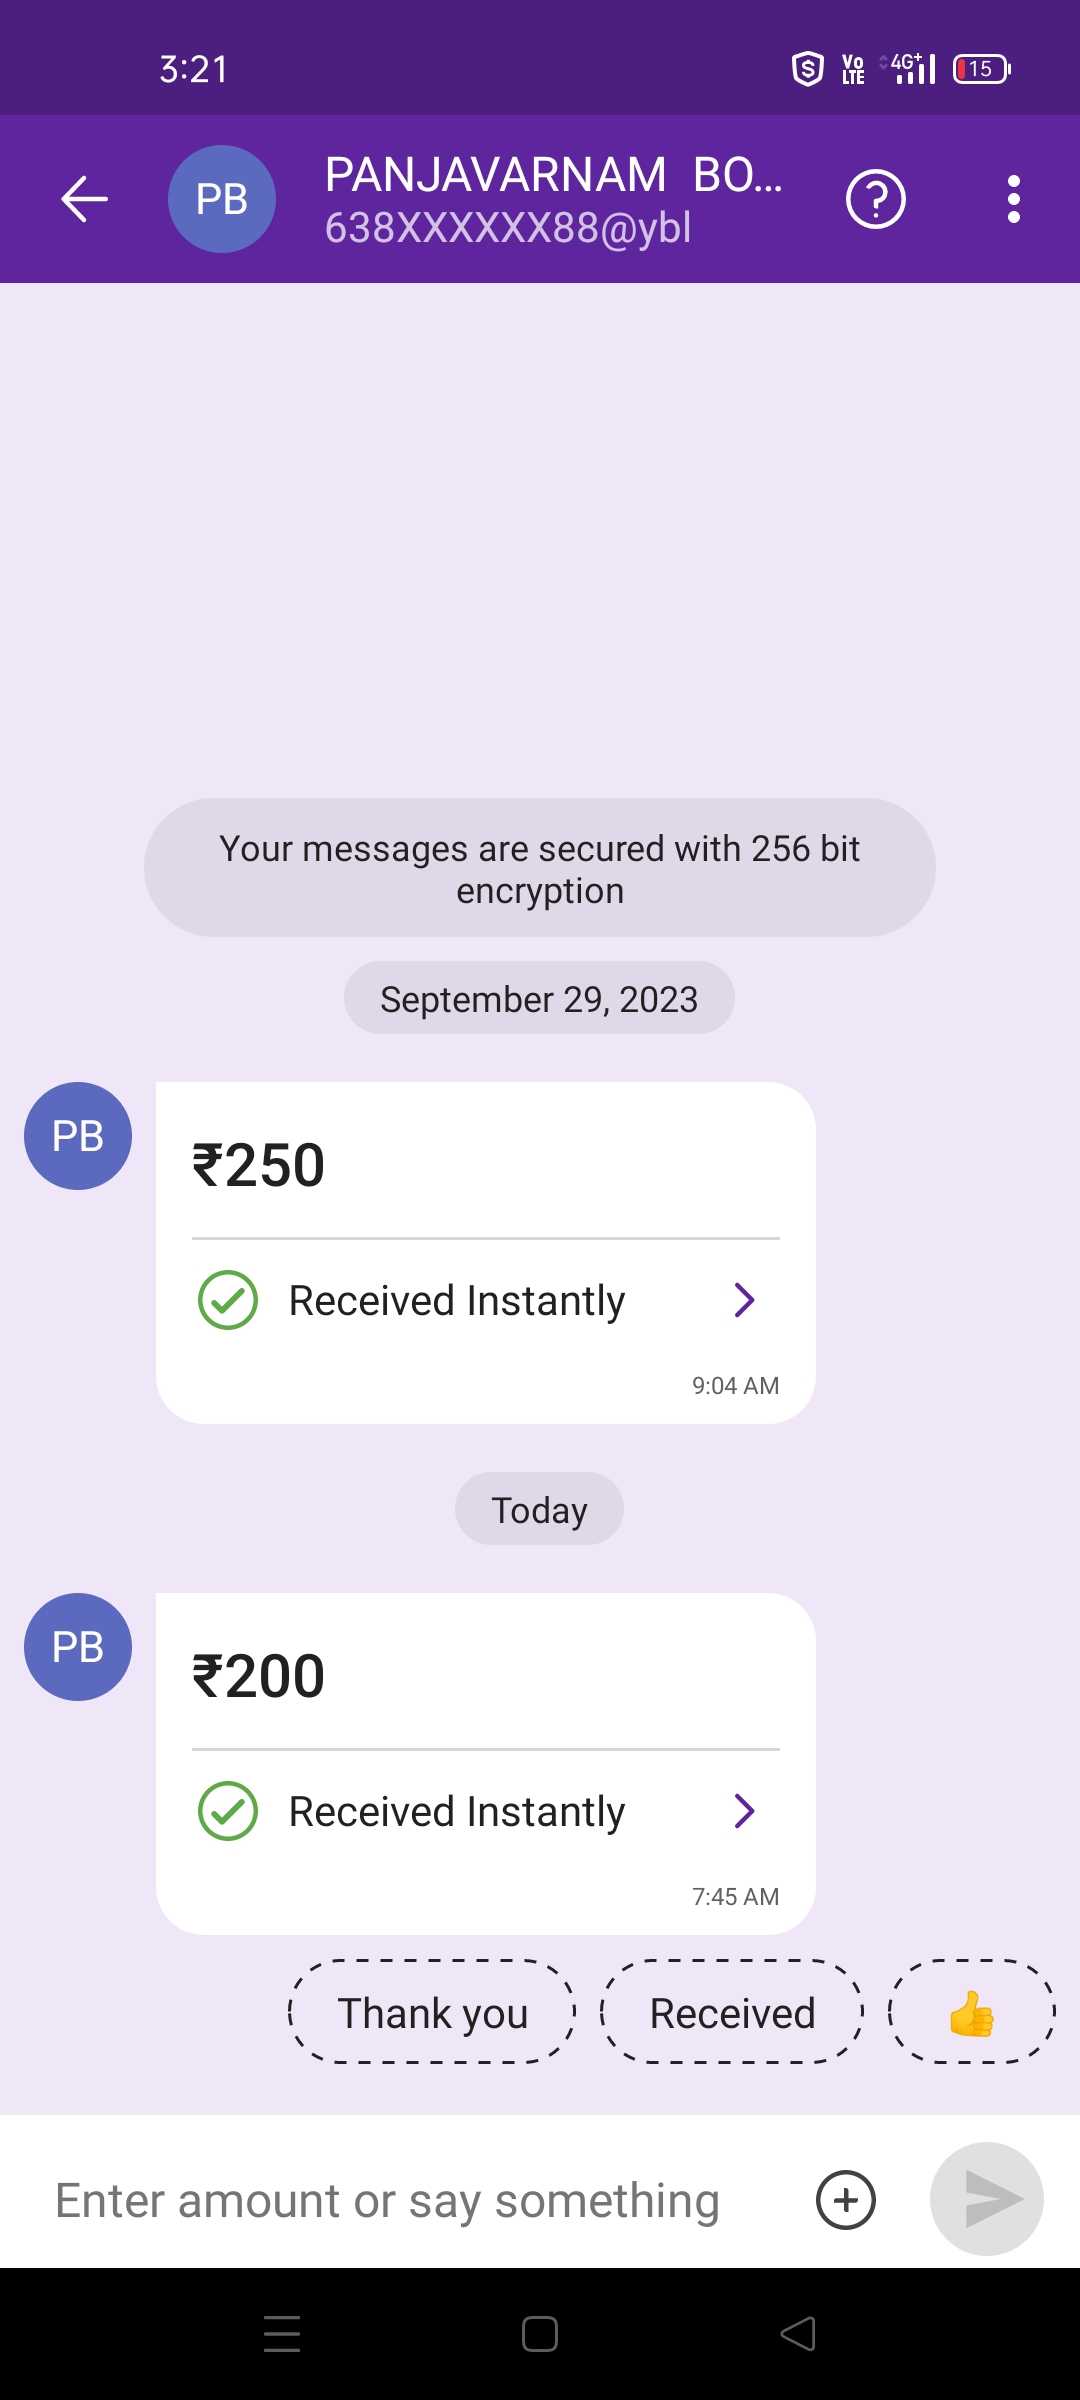 3:21
Vo LTE 4G+ 15
PB
PANJAVARNAM BO...
638XXXXXX88@ybl
Your messages are secured with 256 bit
encryption
September 29, 2023
PB
₹250
Received Instantly
9:04 AM
Today
PB
₹200
Received Instantly
7:45 AM
Thank you
Received
👍
Enter amount or say something